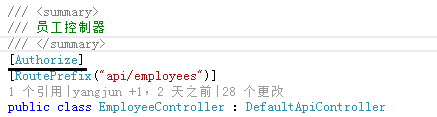 /// <summary>
/// 员工控制器
/// </summary>
[Authorize]
[RoutePrefix("api/employees")]
1 个引用|yangjun +1，2 天之前|28 个更改
public class EmployeeController : DefaultApiController